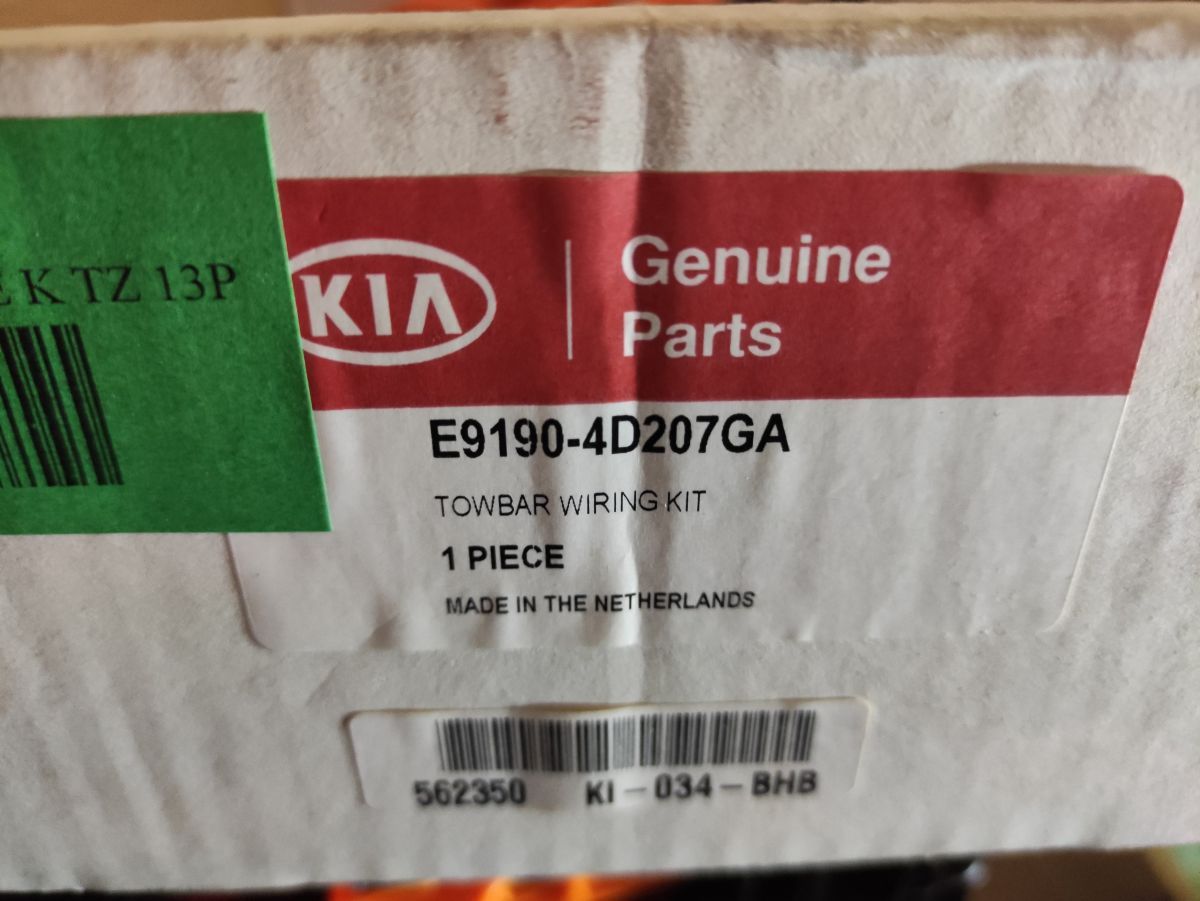 K TZ 13P
KIA
Genuine
Parts
E9190-4D207GA
TOWBAR WIRING KIT
1 PIECE
MADE IN THE NETHERLANDS
562350 KI-034-BHB